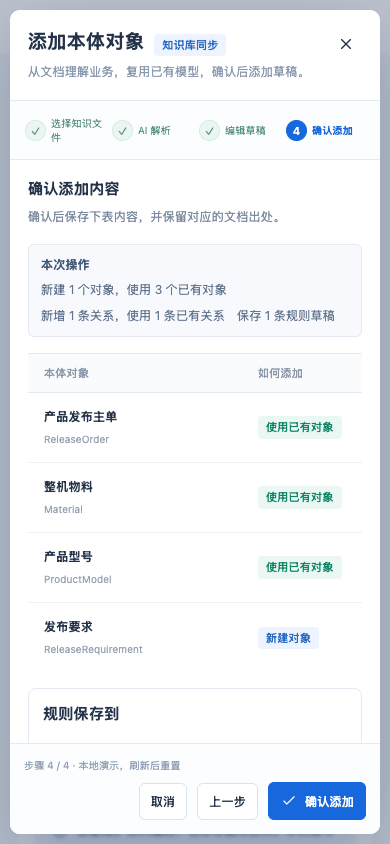 添加本体对象 知识库同步
从文档理解业务，复用已有模型，确认后添加草稿。
选择知识文件 AI 解析 编辑草稿 4 确认添加
确认添加内容
确认后保存下表内容，并保留对应的文档出处。
本次操作
新建 1 个对象，使用 3 个已有对象
新增 1 条关系，使用 1 条已有关系 保存 1 条规则草稿
本体对象 如何添加
产品发布主单
ReleaseOrder
使用已有对象
整机物料
Material
使用已有对象
产品型号
ProductModel
使用已有对象
发布要求
ReleaseRequirement
新建对象
规则保存到
步骤 4 / 4 · 本地演示，刷新后重置
取消 上一步 确认添加